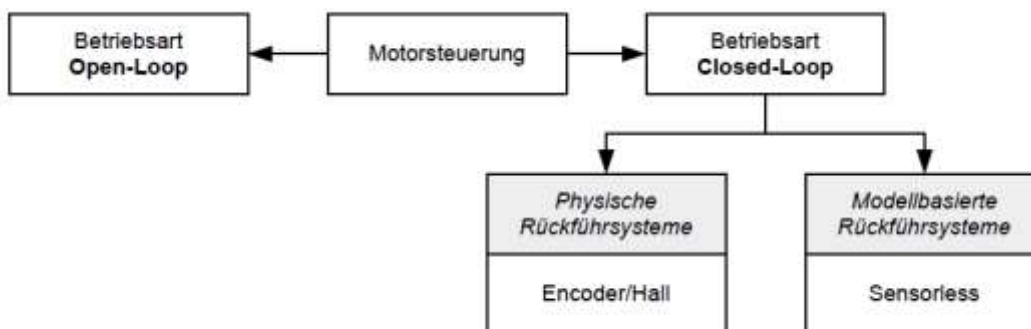 Betriebsart
Open-Loop
Motorsteuerung
Betriebsart
Closed-Loop
Physische
Rückführsysteme
Encoder/Hall
Modellbasierte
Rückführsysteme
Sensorless